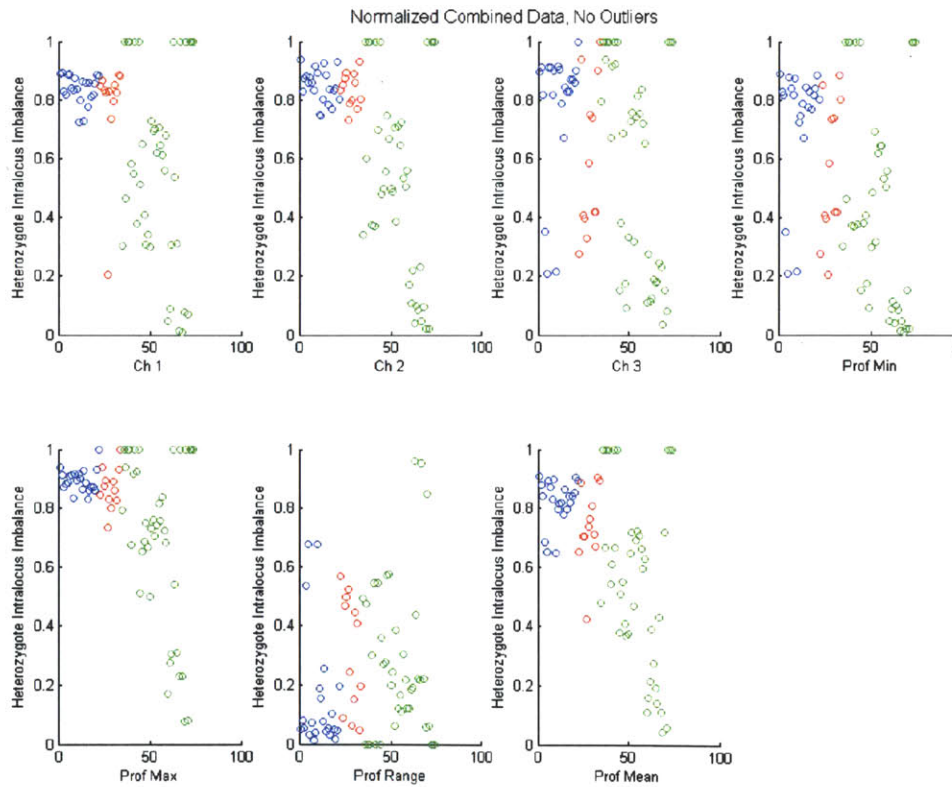 Normalized Combined Data, No Outliers
Heterozygote Intralocus Imbalance
1
0.8
0.6
0.4
0.2
0
0 50 100
Ch 1
Heterozygote Intralocus Imbalance
1
0.8
0.6
0.4
0.2
0
0 50 100
Ch 2
Heterozygote Intralocus Imbalance
1
0.8
0.6
0.4
0.2
0
0 50 100
Ch 3
Heterozygote Intralocus Imbalance
1
0.8
0.6
0.4
0.2
0
0 50 100
Prof Min
Heterozygote Intralocus Imbalance
1
0.8
0.6
0.4
0.2
0
0 50 100
Prof Max
Heterozygote Intralocus Imbalance
1
0.8
0.6
0.4
0.2
0
0 50 100
Prof Range
Heterozygote Intralocus Imbalance
1
0.8
0.6
0.4
0.2
0
0 50 100
Prof Mean